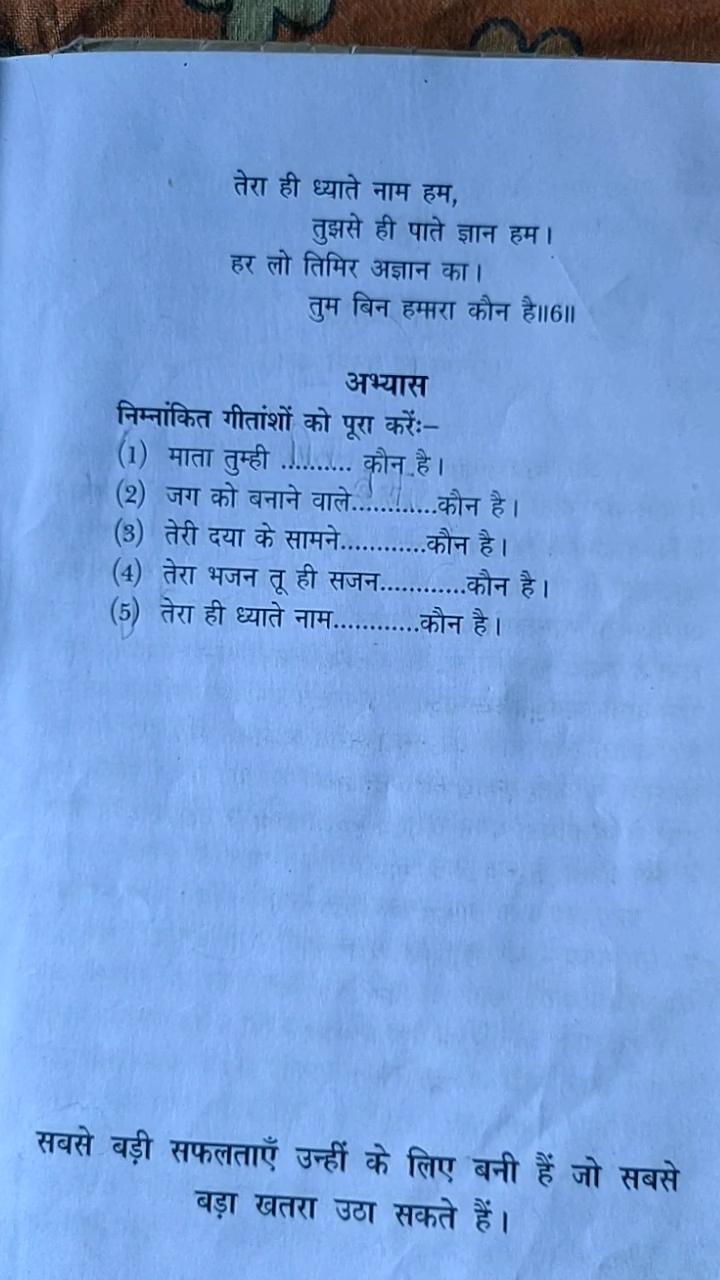 तेरा ही ध्याते नाम हम,
तुझसे ही पाते ज्ञान हम।
हर लो तिमिर अज्ञान का।
तुम बिन हमारा कौन है॥6॥
अभ्यास
निम्नांकित गीतांशों को पूरा करेंः–
(1) माता तुम्ही .......... कौन है।
(2) जग को बनाने वाले............कौन है।
(3) तेरी दया के सामने............कौन है।
(4) तेरा भजन तू ही सजन............कौन है।
(5) तेरा ही ध्याते नाम............कौन है।
सबसे बड़ी सफलताएँ उन्हीं के लिए बनी हैं जो सबसे
बड़ा खतरा उठा सकते हैं।